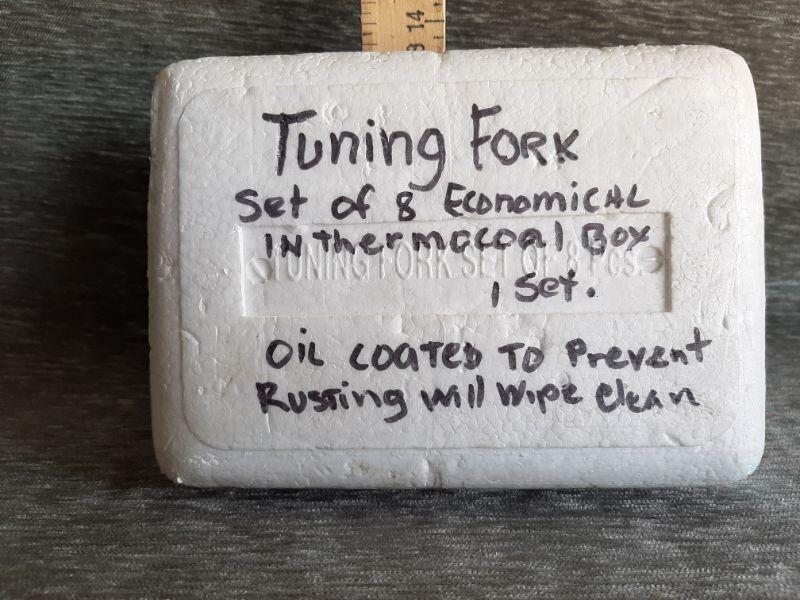 14
Tuning FORK
Set of 8 EconomicAL
IN thermocoal Box
TUNING FORK SET OF 8 PCS.
1 Set.
OIL COATED TO Prevent
Rusting will wipe clean